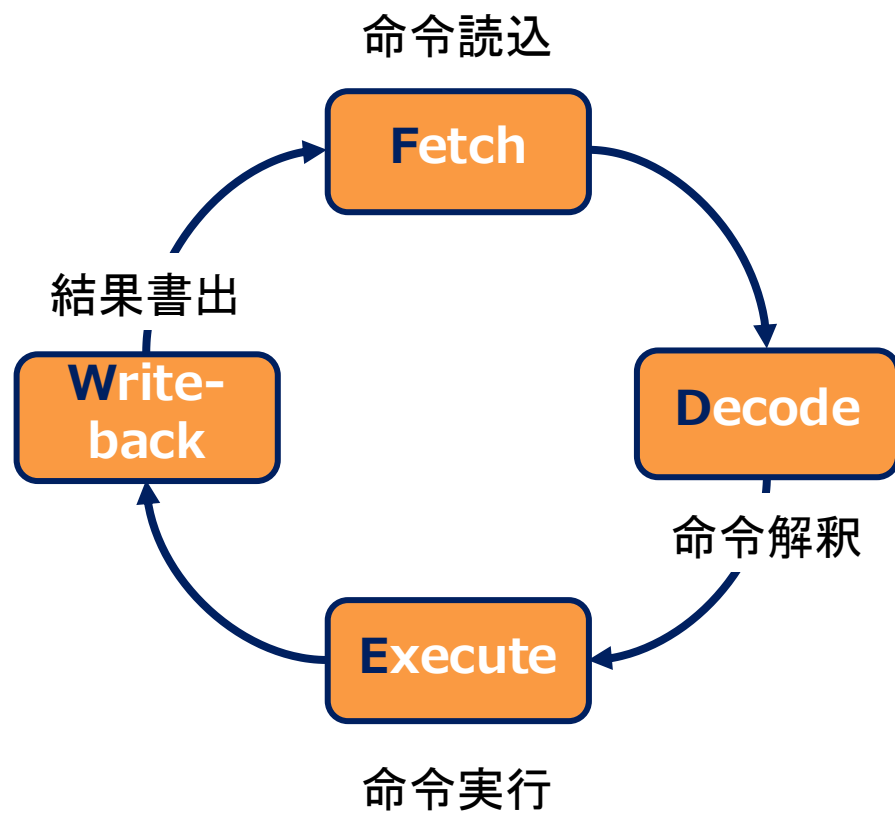 命令読込
Fetch
結果書出
Write-
back
Decode
命令解釈
Execute
命令実行